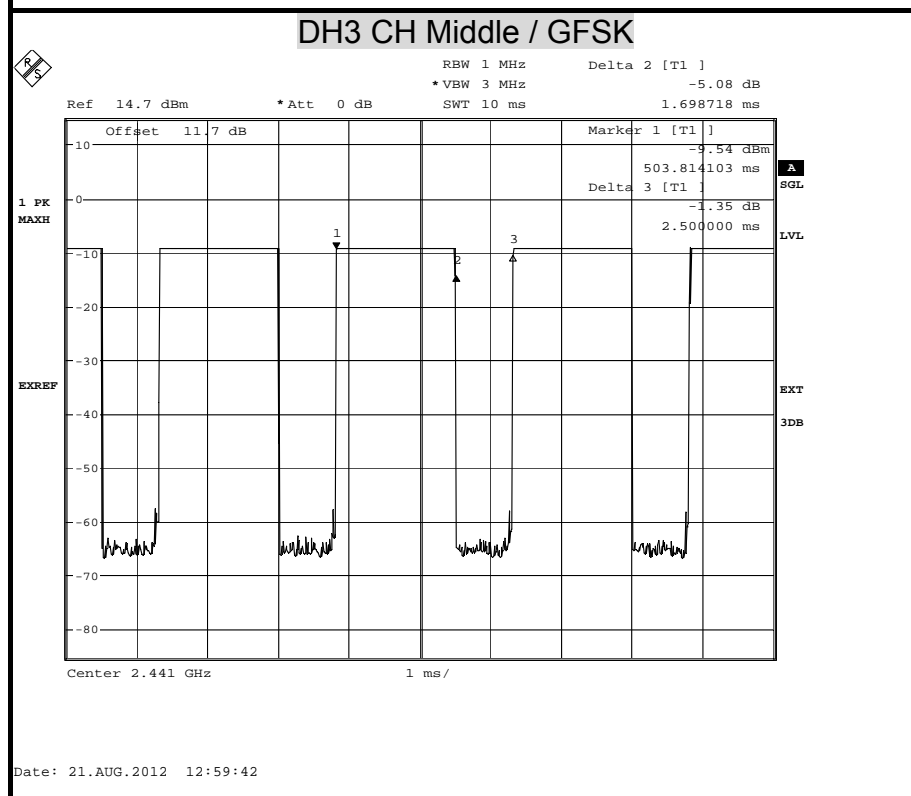 DH3 CH Middle / GFSK
R S
RBW 1 MHz Delta 2 [T1 ]
*VBW 3 MHz -5.08 dB
Ref 14.7 dBm *Att 0 dB SWT 10 ms 1.698718 ms
Offset 11.7 dB Marker 1 [T1 ]
10
-9.54 dBm
503.814103 ms A
Delta 3 [T1 ] SGL
1 PK
MAXH
0
-1.35 dB
2.500000 ms
LVL
1
2
3
-10
-20
-30
EXREF
EXT
-40
3DB
-50
-60
-70
-80
Center 2.441 GHz 1 ms/
Date: 21.AUG.2012 12:59:42